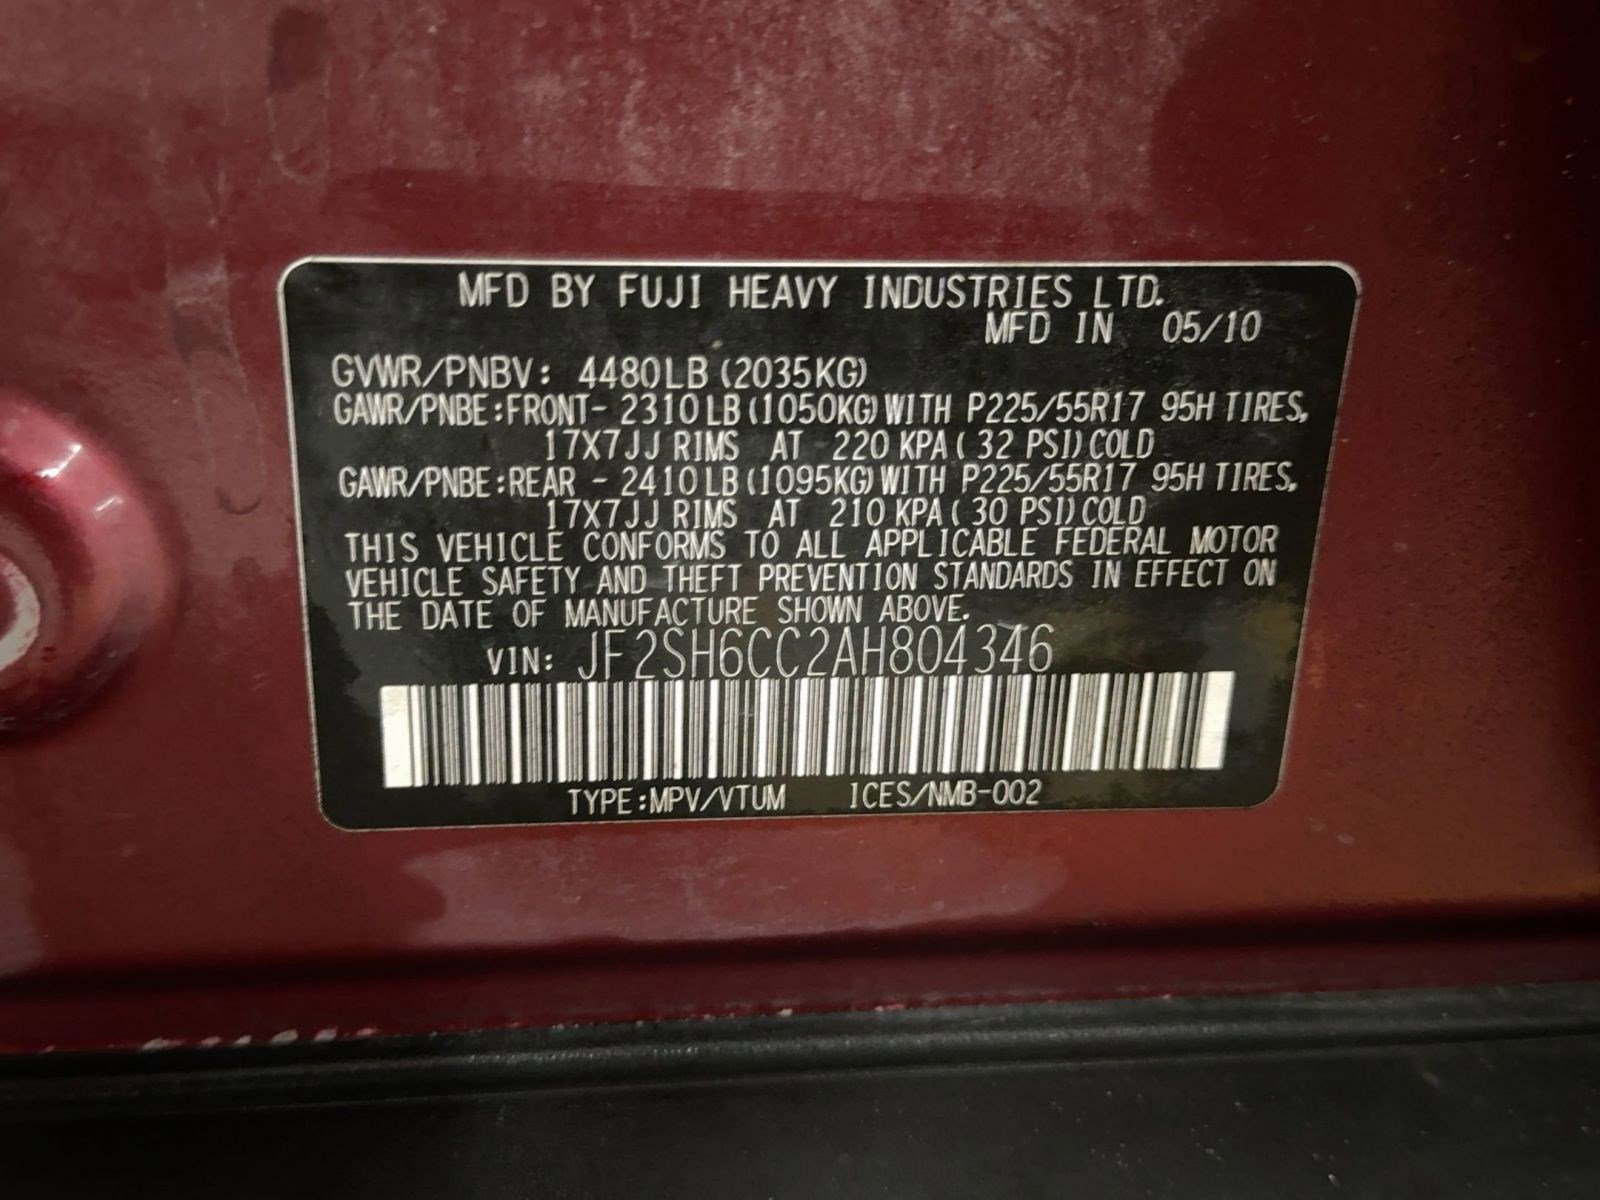 MFD BY FUJI HEAVY INDUSTRIES LTD.
MFD IN 05/10
GVWR/PNBV: 4480LB (2035KG)
GAWR/PNBE:FRONT- 2310LB (1050KG) WITH P225/55R17 95H TIRES,
17X7JJ RIMS AT 220 KPA ( 32 PSI) COLD
GAWR/PNBE:REAR - 2410LB (1095KG) WITH P225/55R17 95H TIRES,
17X7JJ RIMS AT 210 KPA ( 30 PSI) COLD
THIS VEHICLE CONFORMS TO ALL APPLICABLE FEDERAL MOTOR
VEHICLE SAFETY AND THEFT PREVENTION STANDARDS IN EFFECT ON
THE DATE OF MANUFACTURE SHOWN ABOVE.
VIN: JF2SH6CC2AH804346
TYPE:MPV/VTUM ICES/NMB-002